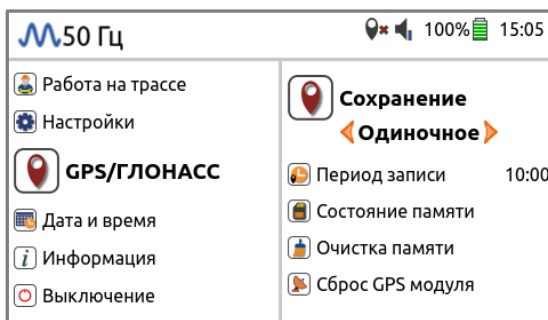 50 Гц
100% 15:05
Работа на трассе
Настройки
GPS/ГЛОНАСС
Дата и время
Информация
Выключение
Сохранение
Одиночное
Период записи 10:00
Состояние памяти
Очистка памяти
Сброс GPS модуля